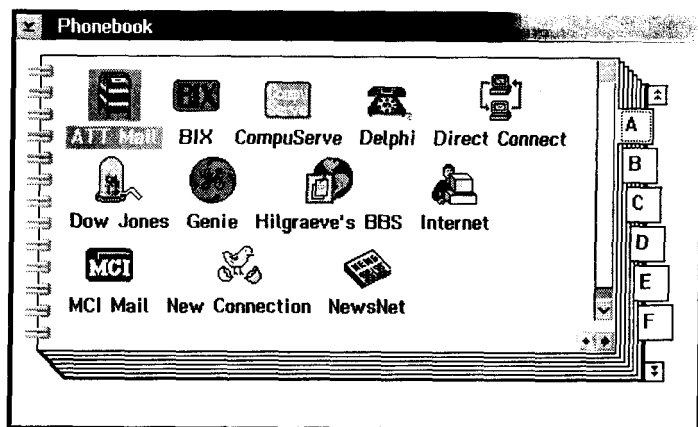 Phonebook
BIX
ATT Mail BIX CompuServe Delphi Direct Connect
Dow Jones Genie Hilgraeve's BBS Internet
MCI
MCI Mail New Connection NewsNet
A
B
C
D
E
F